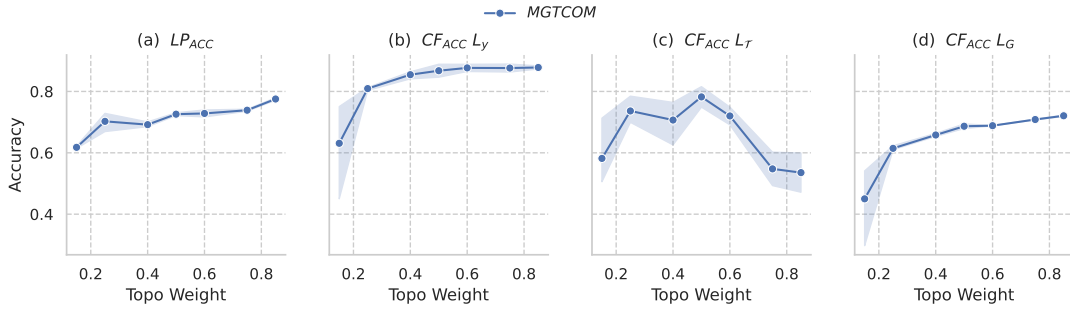 MGTCOM
(a) LP_ACC
(b) CF_ACC L_y
(c) CF_ACC L_T
(d) CF_ACC L_G
Accuracy
0.8
0.6
0.4
0.2 0.4 0.6 0.8
0.2 0.4 0.6 0.8
0.2 0.4 0.6 0.8
0.2 0.4 0.6 0.8
Topo Weight
Topo Weight
Topo Weight
Topo Weight